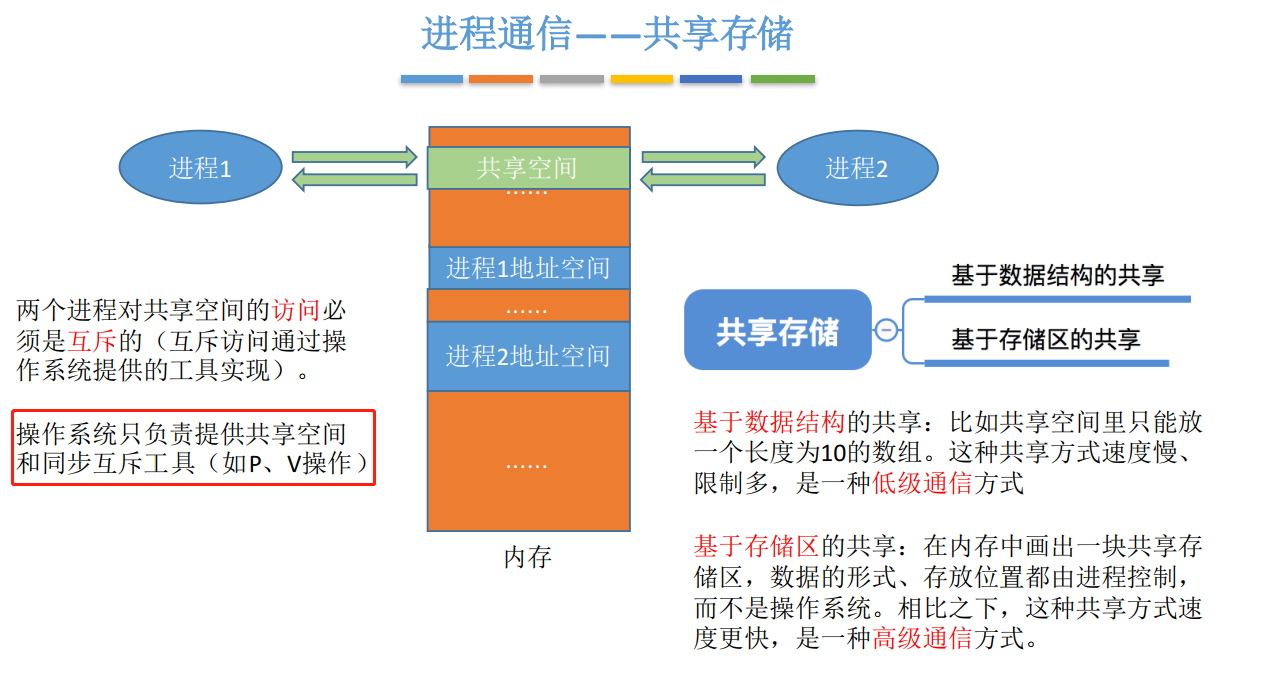 进程通信——共享存储
进程1
共享空间
进程2
......
进程1地址空间
......
进程2地址空间
......
内存
两个进程对共享空间的访问必
须是互斥的（互斥访问通过操
作系统提供的工具实现）。
操作系统只负责提供共享空间
和同步互斥工具（如P、V操作）
共享存储
基于数据结构的共享
基于存储区的共享
基于数据结构的共享：比如共享空间里只能放
一个长度为10的数组。这种共享方式速度慢、
限制多，是一种低级通信方式
基于存储区的共享：在内存中画出一块共享存
储区，数据的形式、存放位置都由进程控制，
而不是操作系统。相比之下，这种共享方式速
度更快，是一种高级通信方式。